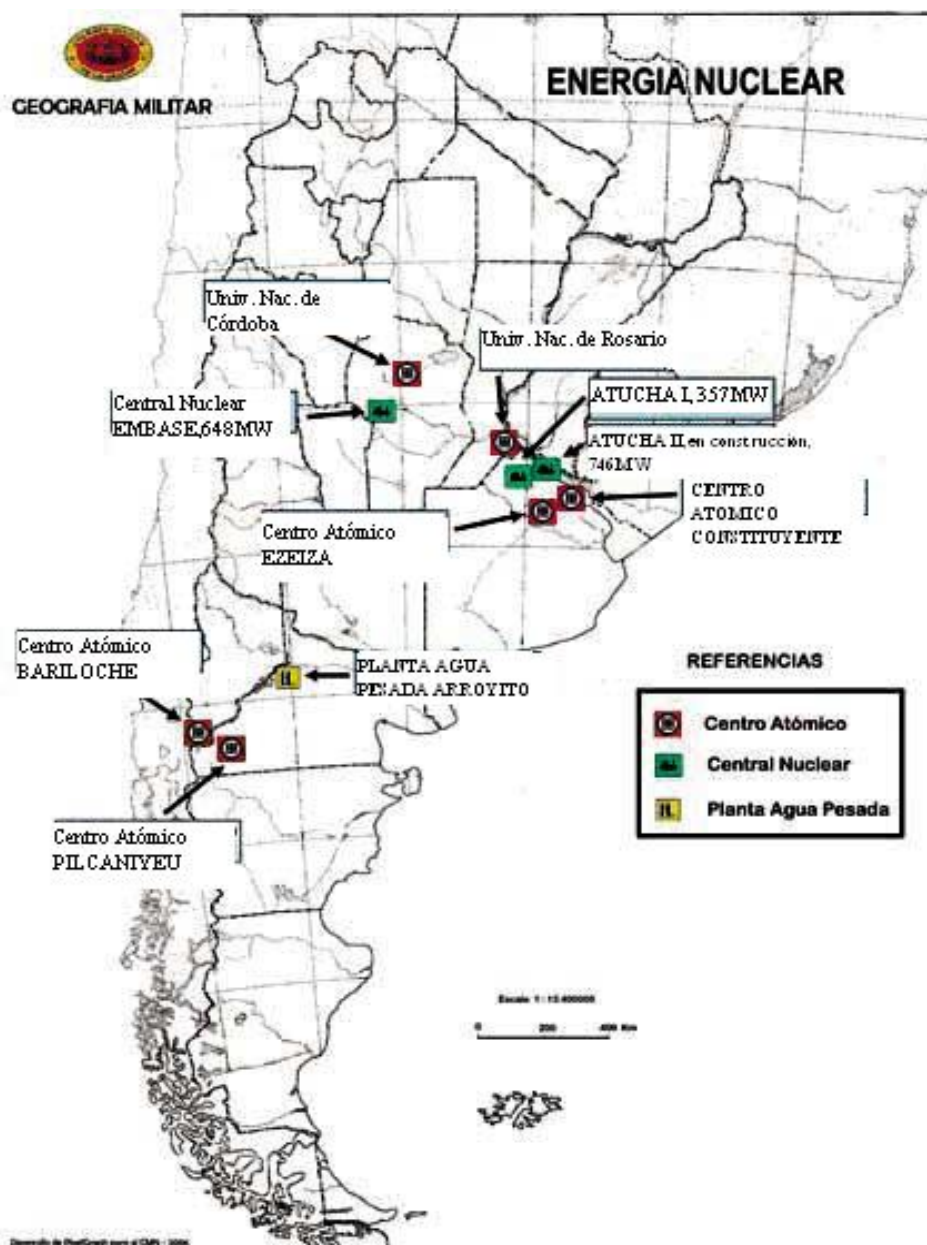 ENERGIA NUCLEAR
GEOGRAFIA MILITAR
Univ. Nac. de
Córdoba
Univ. Nac. de Rosario
Central Nuclear
EMBASE,648MW
ATUCHA I, 357MW
ATUCHA II, en construcción,
746MW
CENTRO
ATOMICO
CONSTITUYENTE
Centro Atómico
EZEIZA
Centro Atómico
BARILOCHE
PLANTA AGUA
PESADA ARROYITO
Centro Atómico
PILCANIYEU
REFERENCIAS
Centro Atómico
Central Nuclear
Planta Agua Pesada
0 200 400 Km